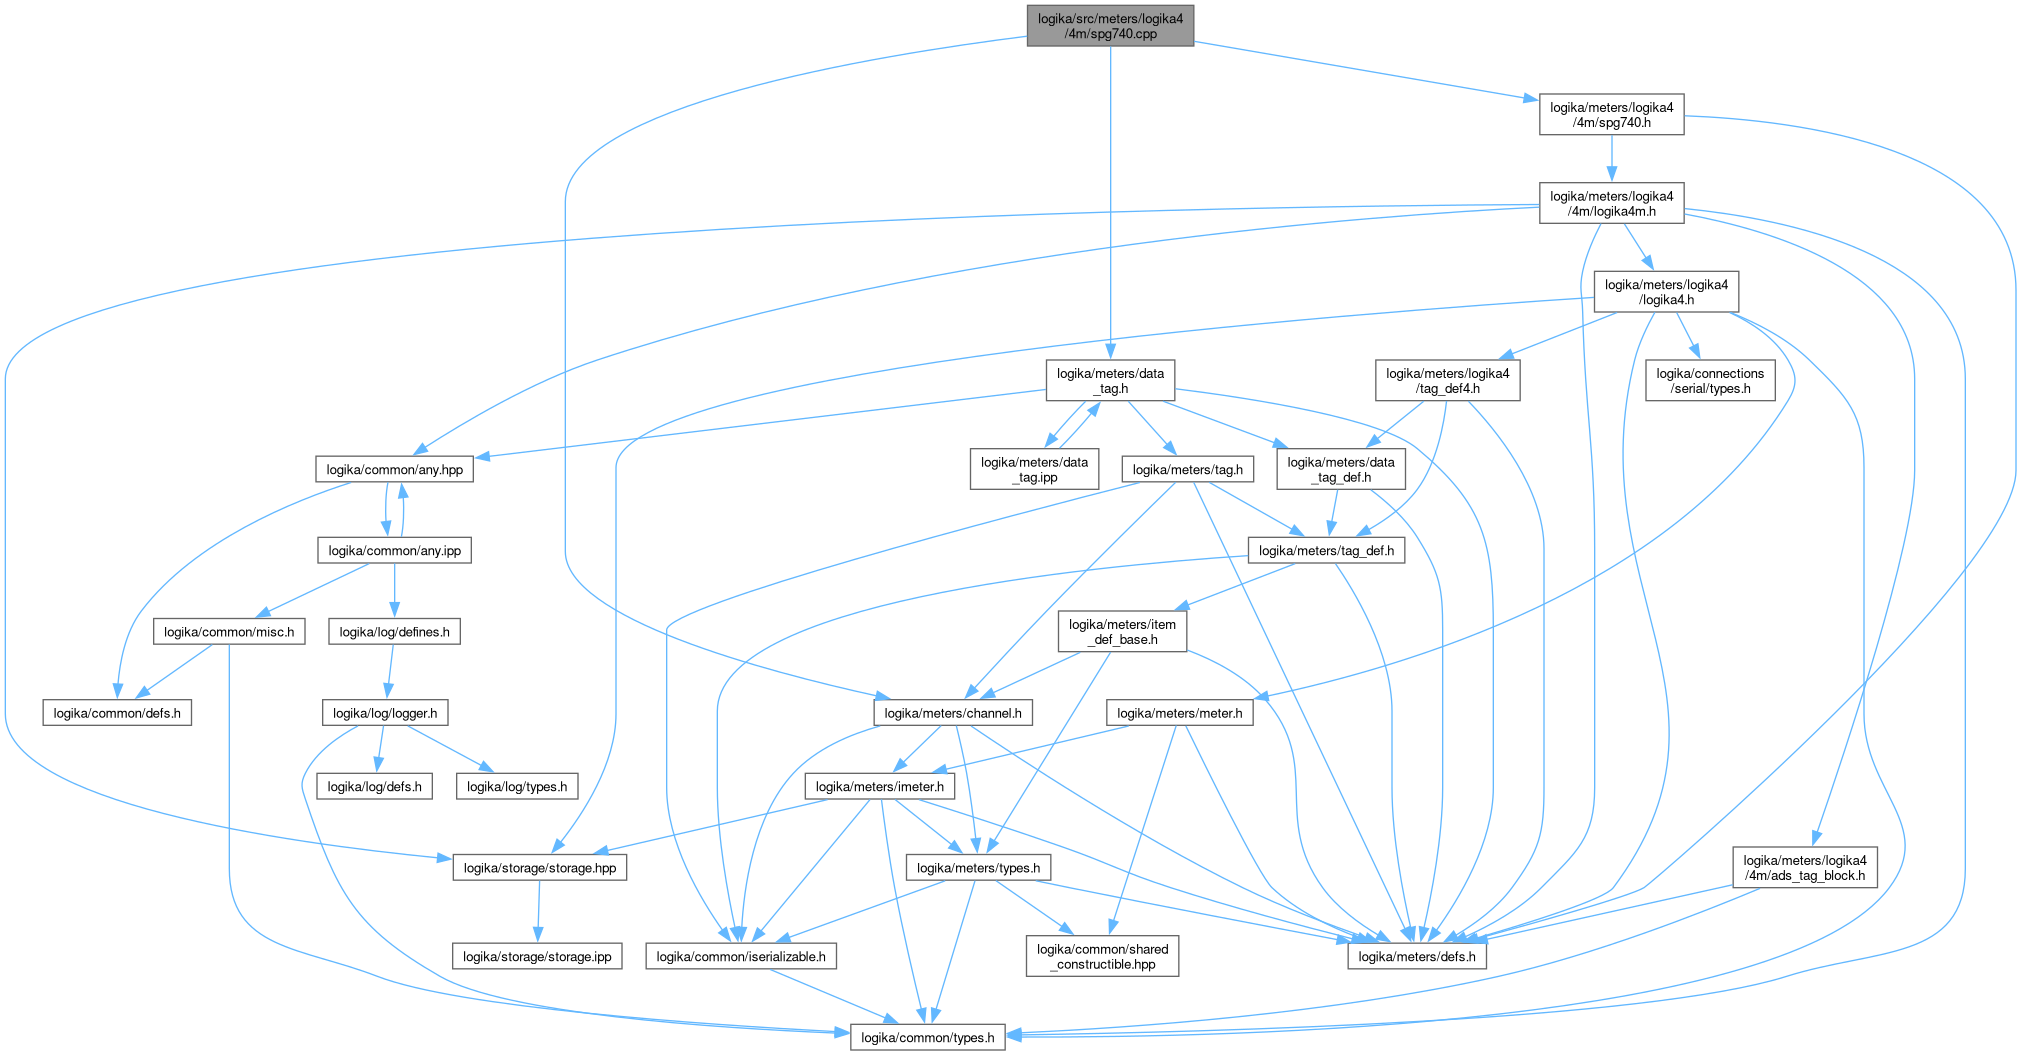 logika/src/meters/logika4
/4m/spg740.cpp
logika/meters/logika4
/4m/spg740.h
logika/meters/logika4
/4m/logika4m.h
logika/meters/logika4
/logika4.h
logika/meters/data
_tag.h
logika/meters/logika4
/tag_def4.h
logika/connections
/serial/types.h
logika/common/any.hpp
logika/meters/data
_tag.ipp
logika/meters/tag.h
logika/meters/data
_tag_def.h
logika/common/any.ipp
logika/meters/tag_def.h
logika/common/misc.h
logika/log/defines.h
logika/meters/item
_def_base.h
logika/common/defs.h
logika/log/logger.h
logika/meters/channel.h
logika/meters/meter.h
logika/log/defs.h
logika/log/types.h
logika/meters/imeter.h
logika/storage/storage.hpp
logika/meters/types.h
logika/meters/logika4
/4m/ads_tag_block.h
logika/storage/storage.ipp
logika/common/iserializable.h
logika/common/shared
_constructible.hpp
logika/meters/defs.h
logika/common/types.h